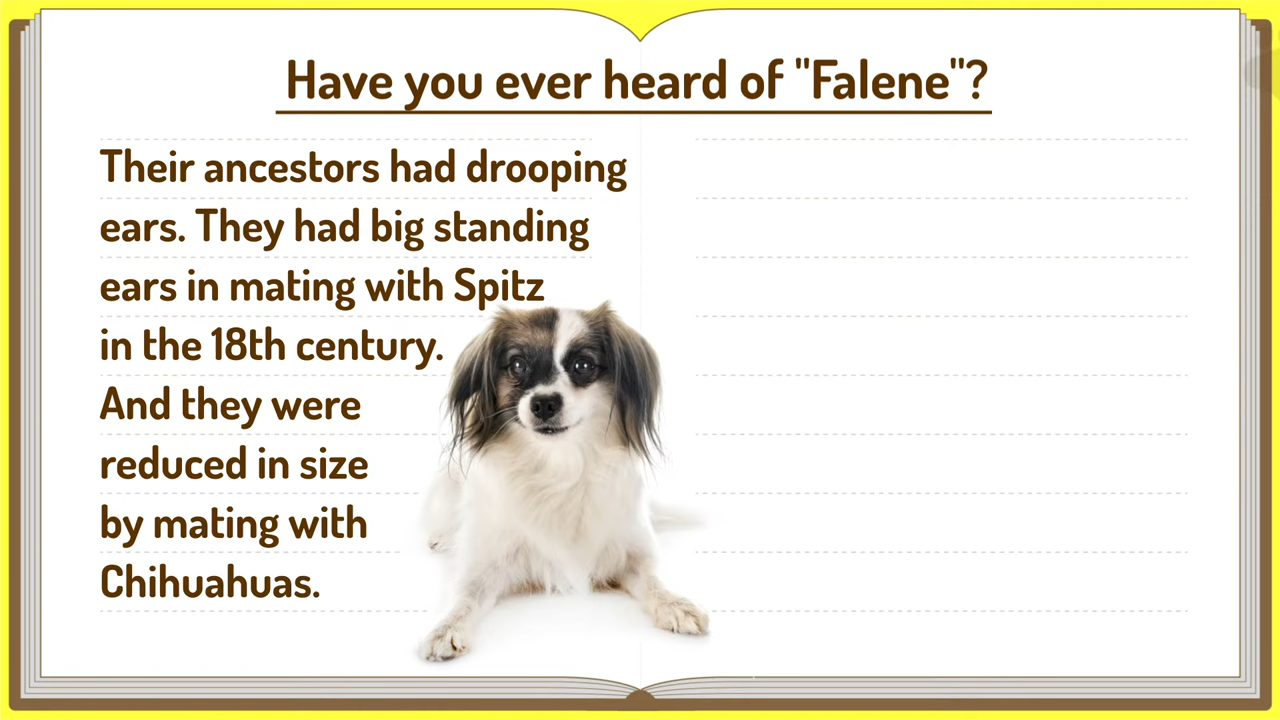 Have you ever heard of "Falene"?
Their ancestors had drooping
ears. They had big standing
ears in mating with Spitz
in the 18th century.
And they were
reduced in size
by mating with
Chihuahuas.